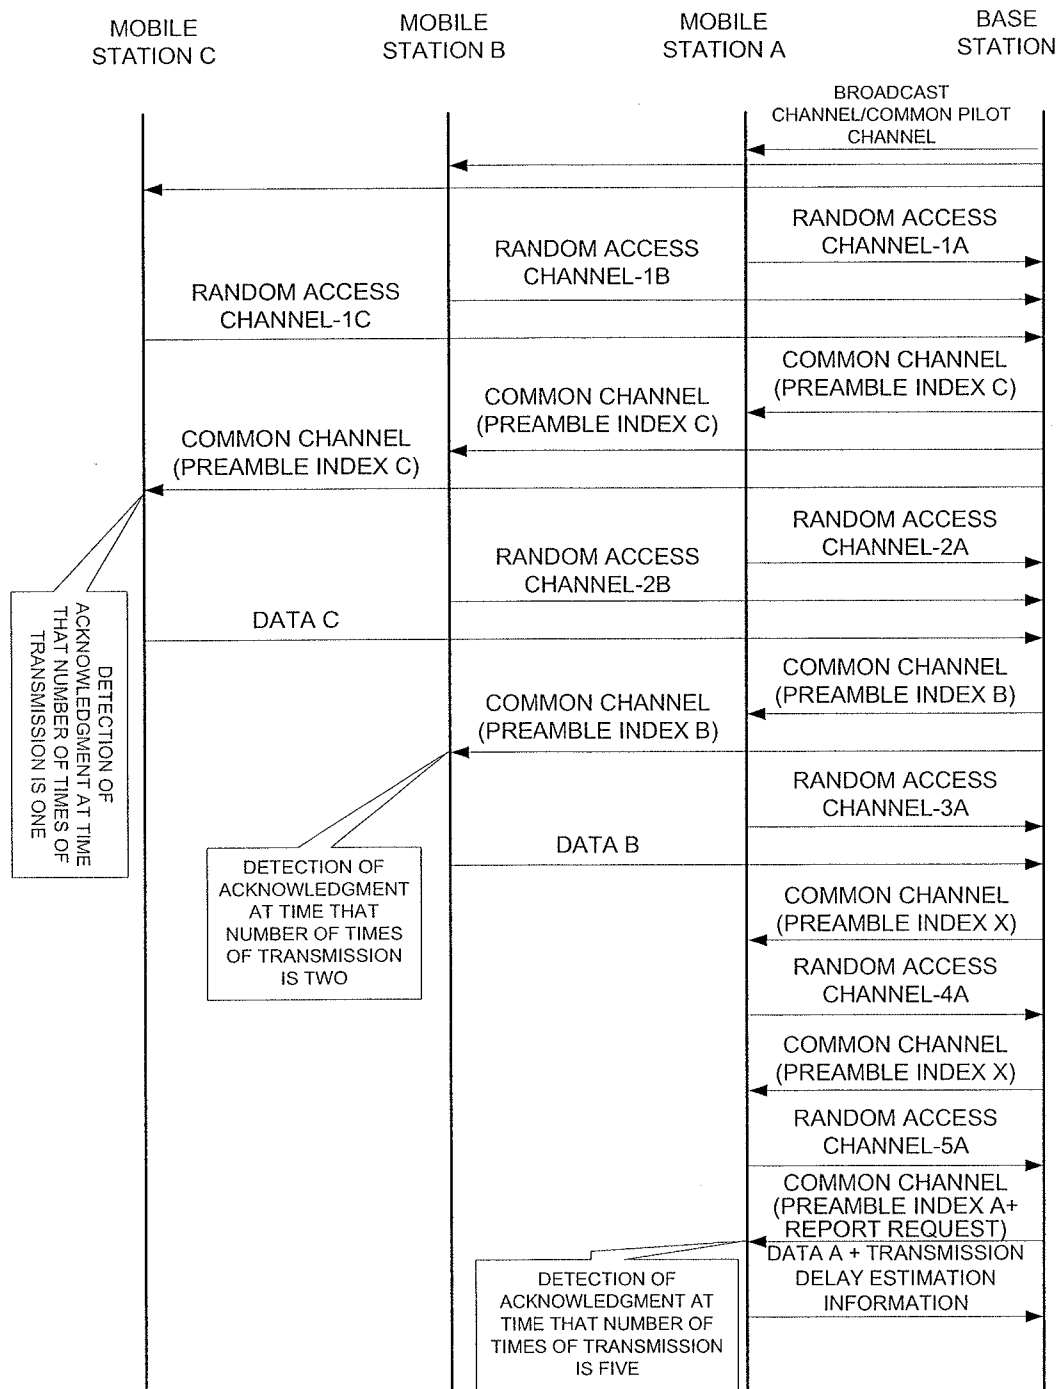 MOBILE
STATION C
MOBILE
STATION B
MOBILE
STATION A
BASE
STATION
BROADCAST
CHANNEL/COMMON PILOT
CHANNEL
RANDOM ACCESS
CHANNEL-1A
RANDOM ACCESS
CHANNEL-1B
RANDOM ACCESS
CHANNEL-1C
COMMON CHANNEL
(PREAMBLE INDEX C)
COMMON CHANNEL
(PREAMBLE INDEX C)
COMMON CHANNEL
(PREAMBLE INDEX C)
RANDOM ACCESS
CHANNEL-2A
RANDOM ACCESS
CHANNEL-2B
DATA C
DETECTION OF
ACKNOWLEDGMENT AT TIME
THAT NUMBER OF TIMES OF
TRANSMISSION IS ONE
COMMON CHANNEL
(PREAMBLE INDEX B)
COMMON CHANNEL
(PREAMBLE INDEX B)
RANDOM ACCESS
CHANNEL-3A
DATA B
DETECTION OF
ACKNOWLEDGMENT
AT TIME THAT
NUMBER OF TIMES
OF TRANSMISSION
IS TWO
COMMON CHANNEL
(PREAMBLE INDEX X)
RANDOM ACCESS
CHANNEL-4A
COMMON CHANNEL
(PREAMBLE INDEX X)
RANDOM ACCESS
CHANNEL-5A
COMMON CHANNEL
(PREAMBLE INDEX A+
REPORT REQUEST)
DATA A + TRANSMISSION
DELAY ESTIMATION
INFORMATION
DETECTION OF
ACKNOWLEDGMENT AT
TIME THAT NUMBER OF
TIMES OF TRANSMISSION
IS FIVE